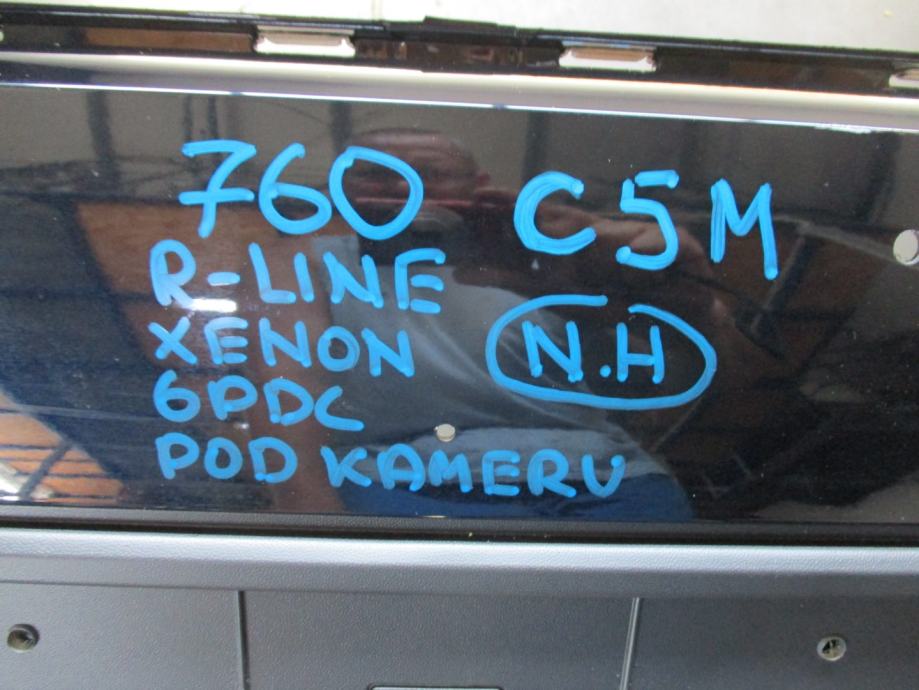 760 C5M
R-LINE
XENON N.H
6PDC
POD KAMERU